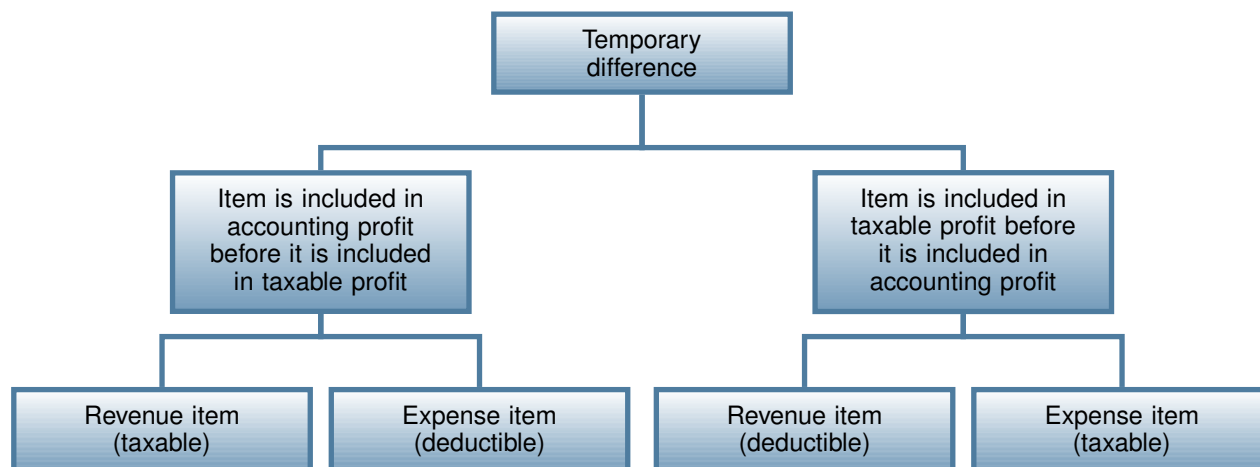 Temporary
difference
Item is included in
accounting profit
before it is included
in taxable profit
Item is included in
taxable profit before
it is included in
accounting profit
Revenue item
(taxable)
Expense item
(deductible)
Revenue item
(deductible)
Expense item
(taxable)